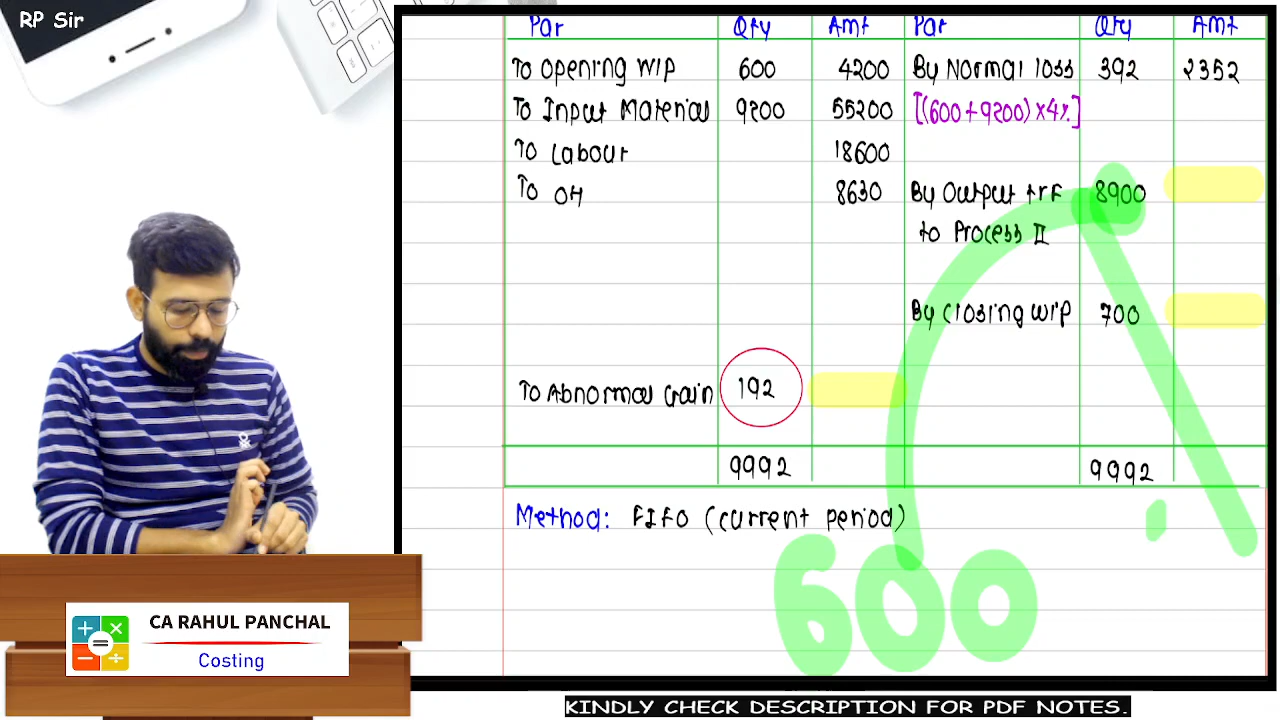 RP Sir
Par Qty Amt Par Qty Amt
To Opening WIP 600 4200 By Normal loss 392 2352
To Input Material 9200 55200 [(600+9200)×4%]
To Labour 18600
To OH 8630 By Output trf 8900
to Process II
By Closing WIP 700
To Abnormal Gain 192
9992 9992
Method: FIFO (current period)
600
CA RAHUL PANCHAL
Costing
KINDLY CHECK DESCRIPTION FOR PDF NOTES.